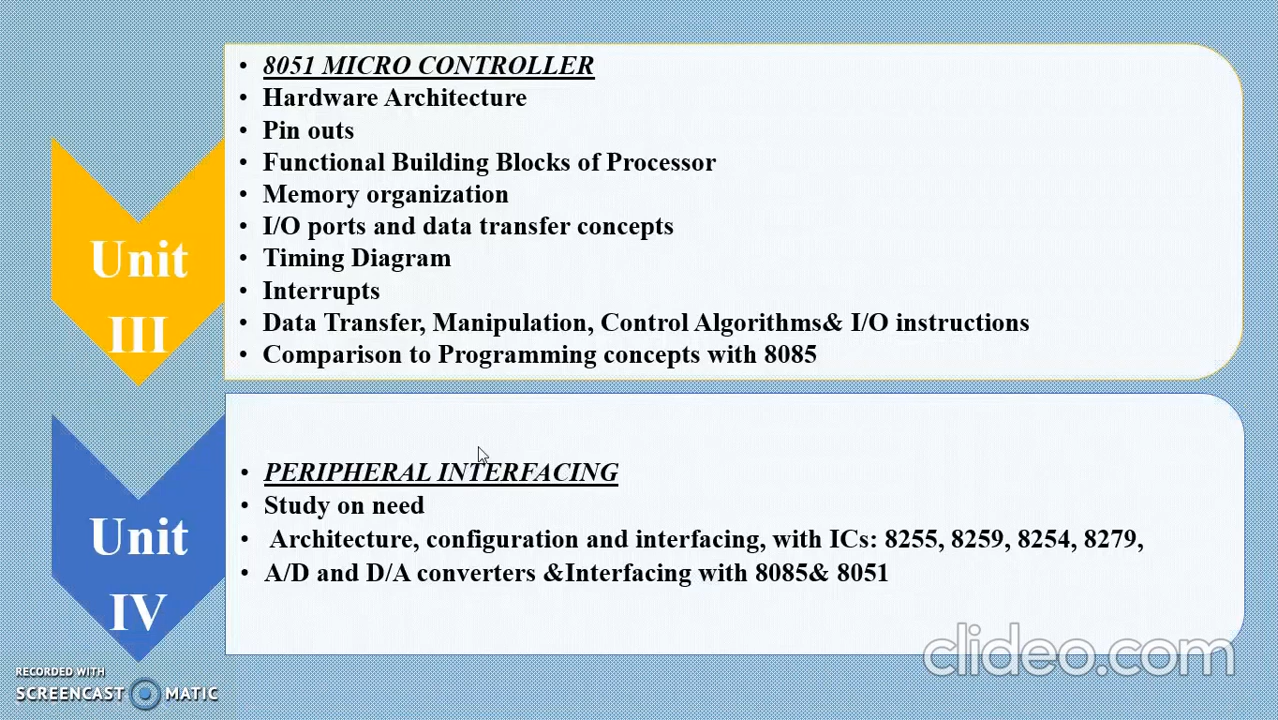 • 8051 MICRO CONTROLLER
• Hardware Architecture
• Pin outs
• Functional Building Blocks of Processor
• Memory organization
• I/O ports and data transfer concepts
• Timing Diagram
• Interrupts
• Data Transfer, Manipulation, Control Algorithms& I/O instructions
• Comparison to Programming concepts with 8085
Unit
III
• PERIPHERAL INTERFACING
• Study on need
• Architecture, configuration and interfacing, with ICs: 8255, 8259, 8254, 8279,
• A/D and D/A converters &Interfacing with 8085& 8051
Unit
IV
clideo.com
RECORDED WITH
SCREENCAST MATIC